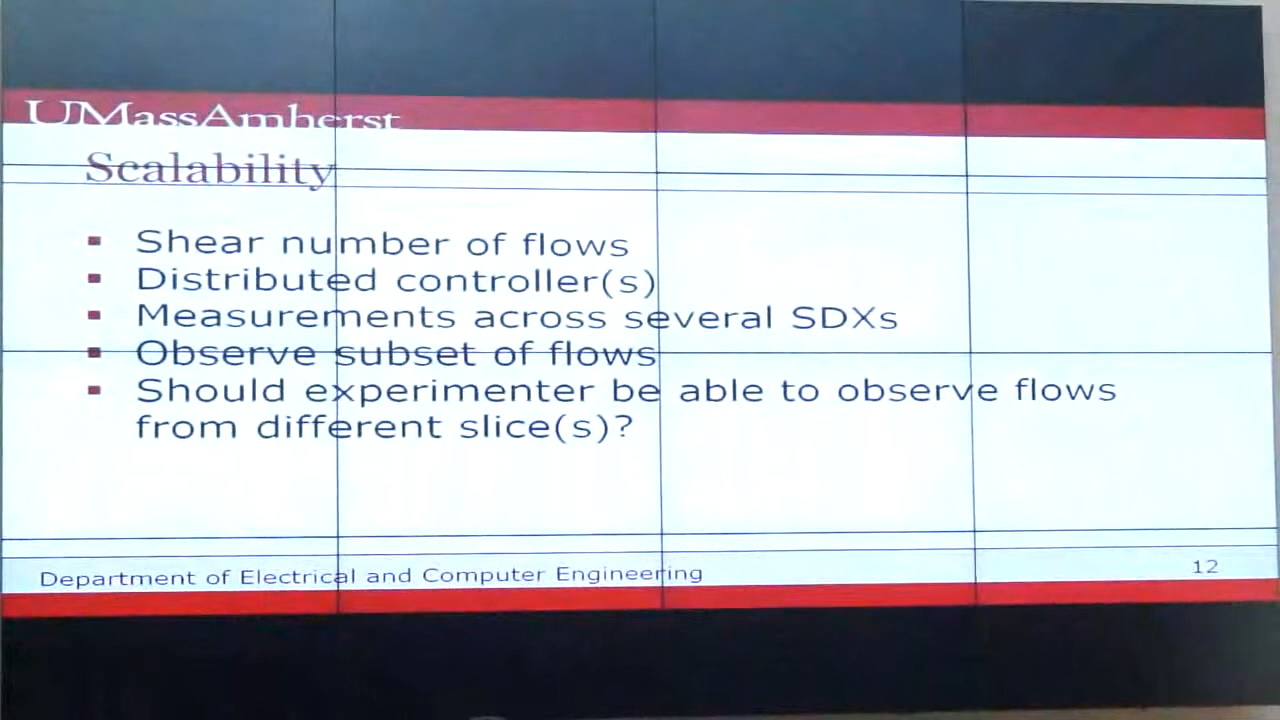 UMassAmherst
Scalability
Shear number of flows
Distributed controller(s)
Measurements across several SDXs
Observe subset of flows
Should experimenter be able to observe flows
from different slice(s)?
Department of Electrical and Computer Engineering
12